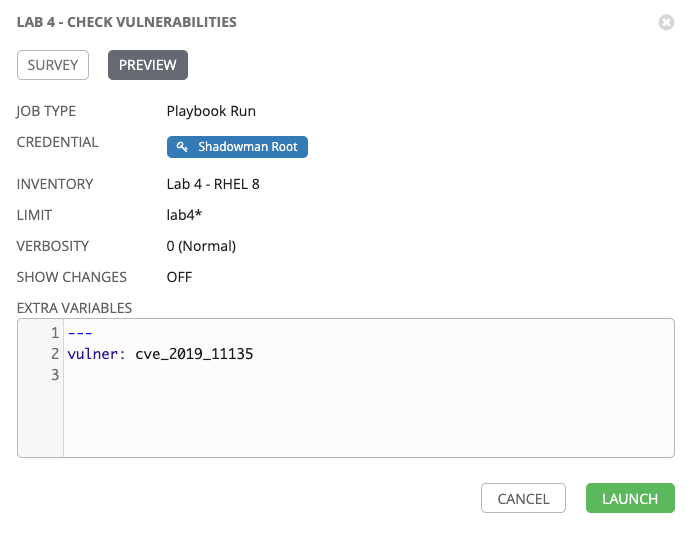 LAB 4 - CHECK VULNERABILITIES
SURVEY PREVIEW
JOB TYPE Playbook Run
CREDENTIAL Shadowman Root
INVENTORY Lab 4 - RHEL 8
LIMIT lab4*
VERBOSITY 0 (Normal)
SHOW CHANGES OFF
EXTRA VARIABLES
1 ---
2 vulner: cve_2019_11135
3
CANCEL LAUNCH